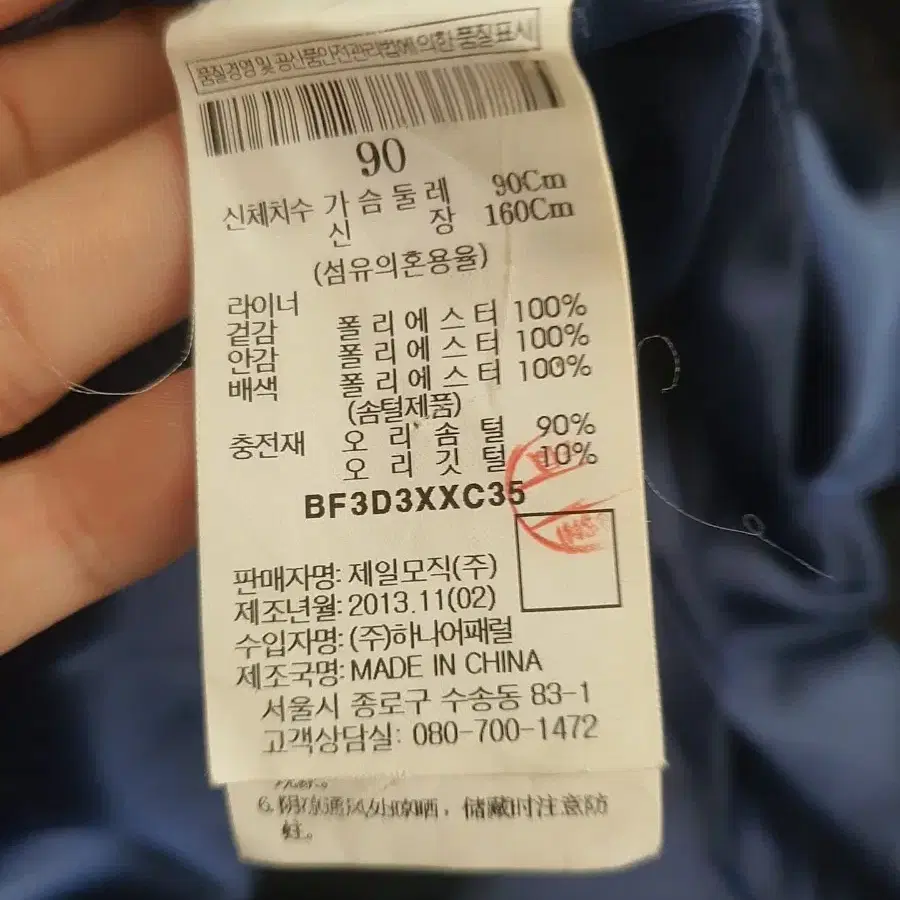 품질경영 및 공산품안전관리법에 의한 품질표시
90
신체치수 가 슴 둘 레 90Cm
신 장 160Cm
(섬유의혼용율)
라이너
겉감 폴 리 에 스 터 100%
안감 폴 리 에 스 터 100%
배색 폴 리 에 스 터 100%
(솜털제품)
충전재 오 리 솜 털 90%
오 리 깃 털 10%
BF3D3XXC35
판매자명: 제일모직(주)
제조년월: 2013.11(02)
수입자명: (주)하나어패럴
제조국명: MADE IN CHINA
서울시 종로구 수송동 83-1
고객상담실: 080-700-1472
6.阴凉通风处晾晒，储藏时注意防
蛀。